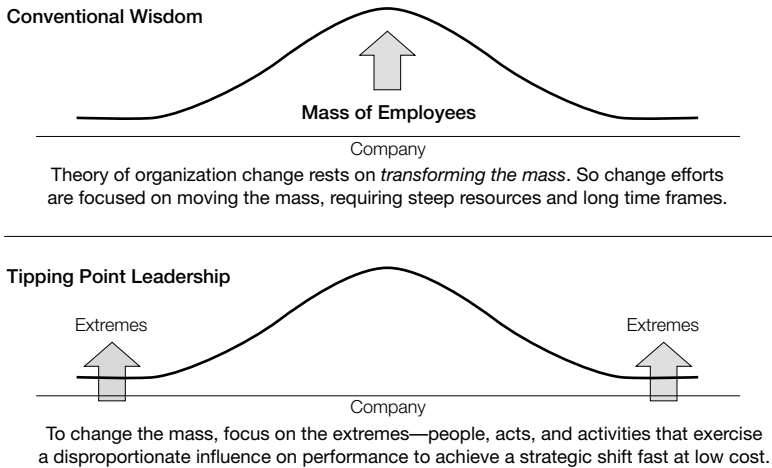 Conventional Wisdom
Mass of Employees
Company
Theory of organization change rests on transforming the mass. So change efforts
are focused on moving the mass, requiring steep resources and long time frames.
Tipping Point Leadership
Extremes
Extremes
Company
To change the mass, focus on the extremes—people, acts, and activities that exercise
a disproportionate influence on performance to achieve a strategic shift fast at low cost.